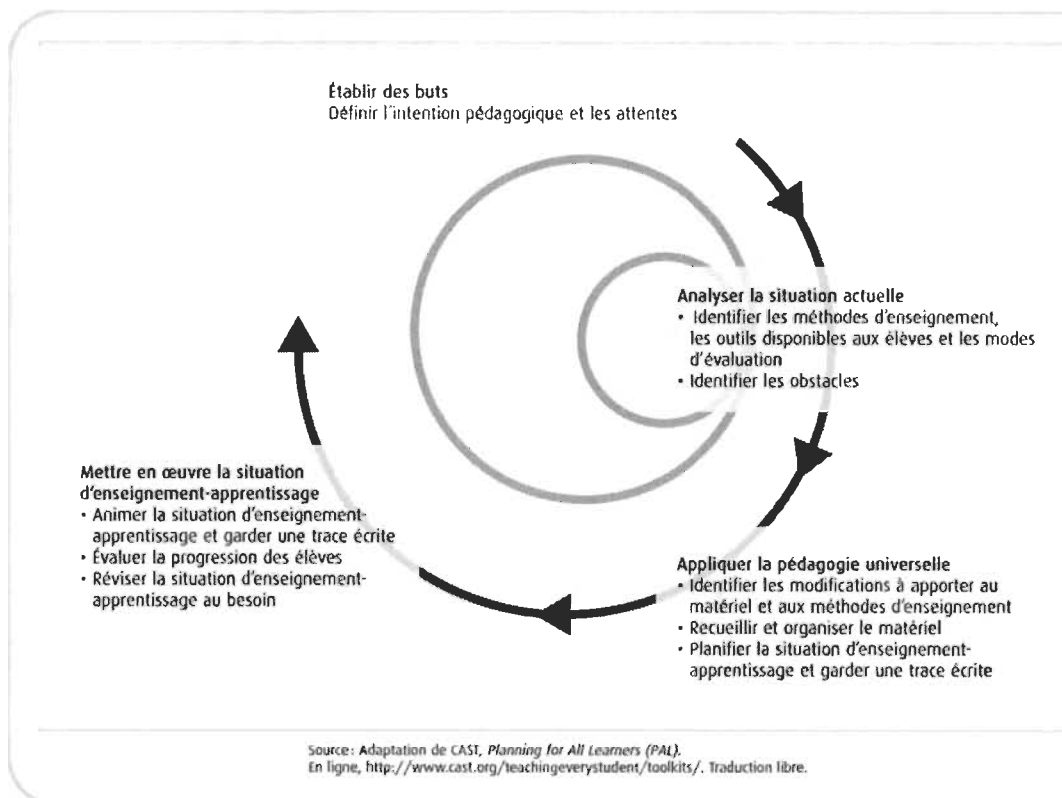 Établir des buts
Définir l'intention pédagogique et les attentes
Analyser la situation actuelle
• Identifier les méthodes d'enseignement,
les outils disponibles aux élèves et les modes
d'évaluation
• Identifier les obstacles
Appliquer la pédagogie universelle
• Identifier les modifications à apporter au
matériel et aux méthodes d'enseignement
• Recueillir et organiser le matériel
• Planifier la situation d'enseignement-
apprentissage et garder une trace écrite
Mettre en œuvre la situation
d'enseignement-apprentissage
• Animer la situation d'enseignement-
apprentissage et garder une trace écrite
• Évaluer la progression des élèves
• Réviser la situation d'enseignement-
apprentissage au besoin
Source: Adaptation de CAST, Planning for All Learners (PAL).
En ligne, http://www.cast.org/teachingeverystudent/toolkits/. Traduction libre.